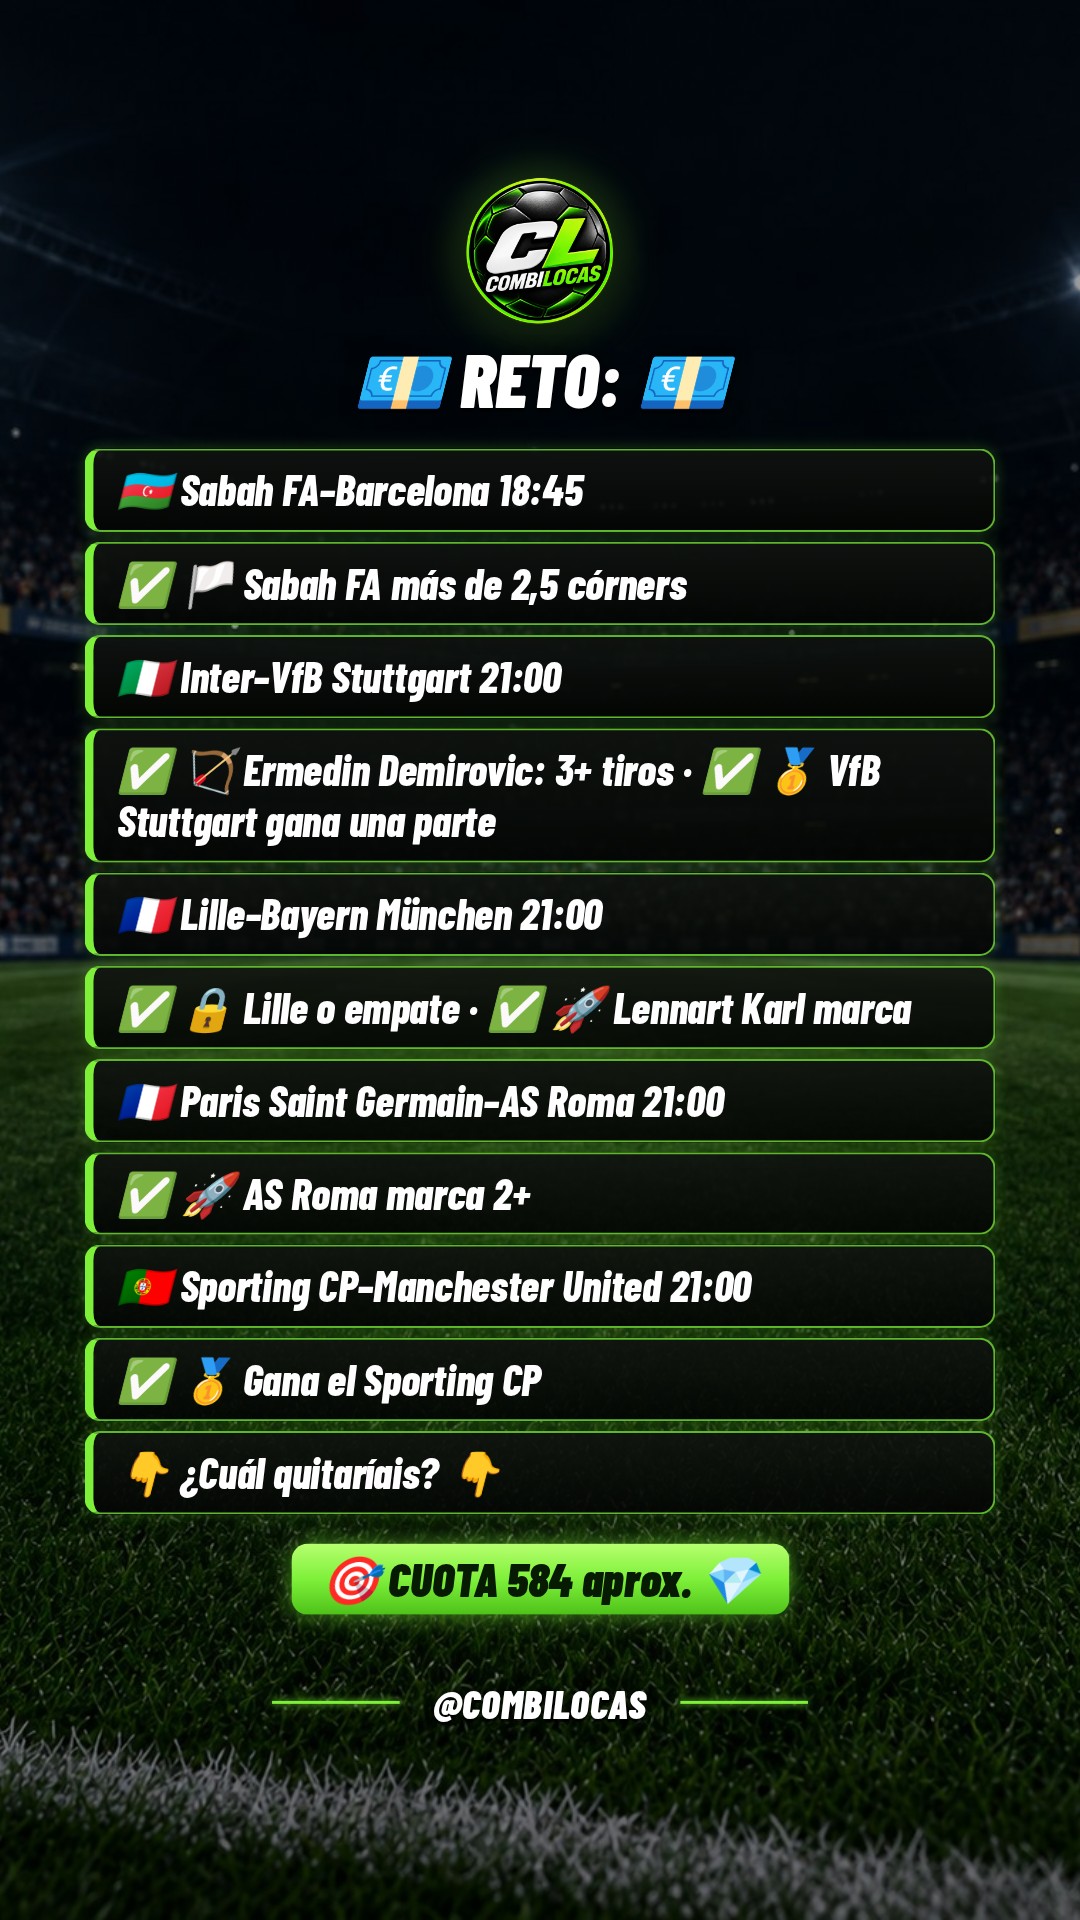 CL
COMBILOCAS
💶 RETO: 💶
🇦🇿 Sabah FA-Barcelona 18:45
✅ 🏳️ Sabah FA más de 2,5 córners
🇮🇹 Inter-VfB Stuttgart 21:00
✅ 🏹 Ermedin Demirovic: 3+ tiros · ✅ 🥇 VfB
Stuttgart gana una parte
🇫🇷 Lille-Bayern München 21:00
✅ 🔒 Lille o empate · ✅ 🚀 Lennart Karl marca
🇫🇷 Paris Saint Germain-AS Roma 21:00
✅ 🚀 AS Roma marca 2+
🇵🇹 Sporting CP-Manchester United 21:00
✅ 🥇 Gana el Sporting CP
👇 ¿Cuál quitaríais? 👇
🎯 CUOTA 584 aprox. 💎
@COMBILOCAS